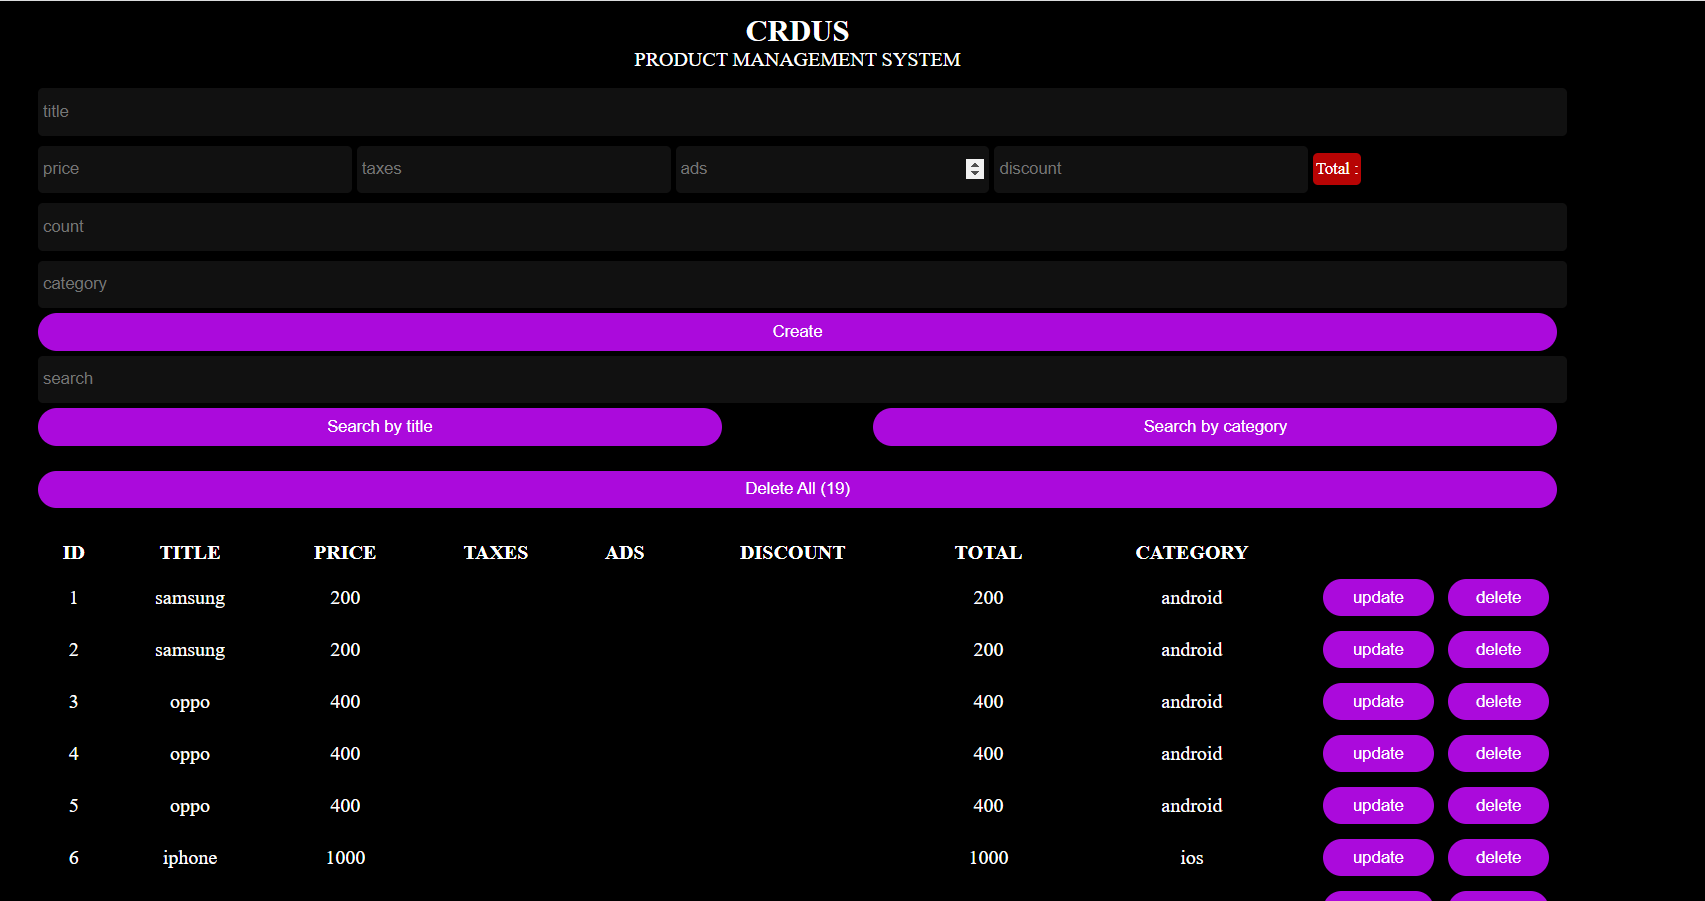 CRDUS
PRODUCT MANAGEMENT SYSTEM
title
price taxes ads discount Total :
count
category
Create
search
Search by title Search by category
Delete All (19)
ID TITLE PRICE TAXES ADS DISCOUNT TOTAL CATEGORY
1 samsung 200 200 android update delete
2 samsung 200 200 android update delete
3 oppo 400 400 android update delete
4 oppo 400 400 android update delete
5 oppo 400 400 android update delete
6 iphone 1000 1000 ios update delete